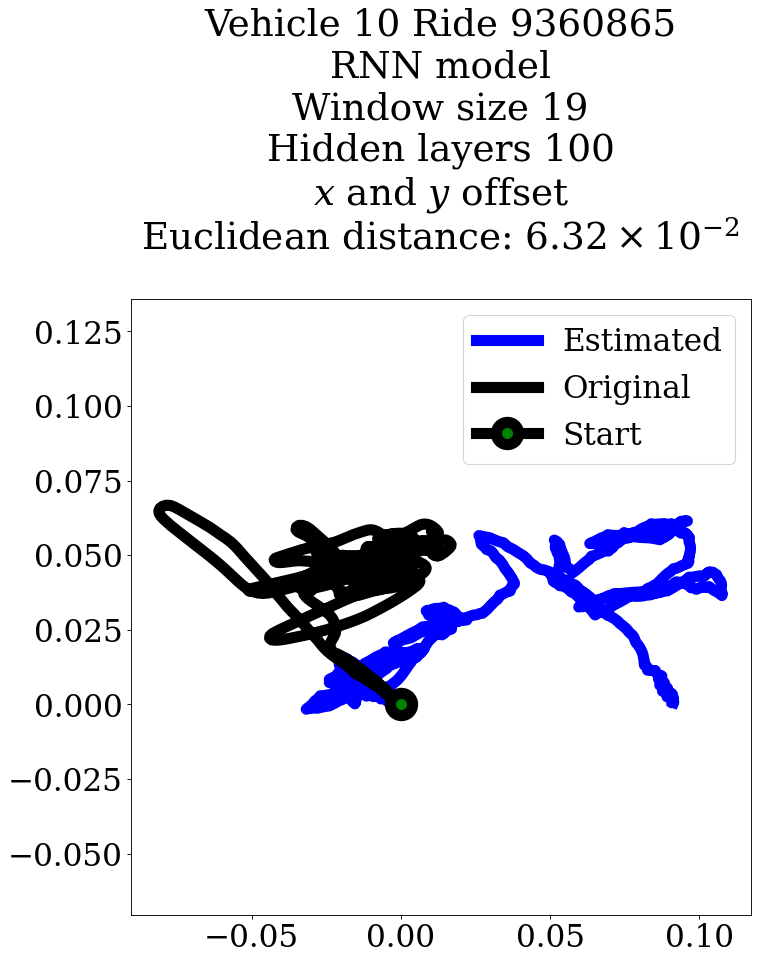 Vehicle 10 Ride 9360865
RNN model
Window size 19
Hidden layers 100
x and y offset
Euclidean distance: 6.32 × 10⁻²
Estimated
Original
Start
0.125
0.100
0.075
0.050
0.025
0.000
−0.025
−0.050
−0.05 0.00 0.05 0.10